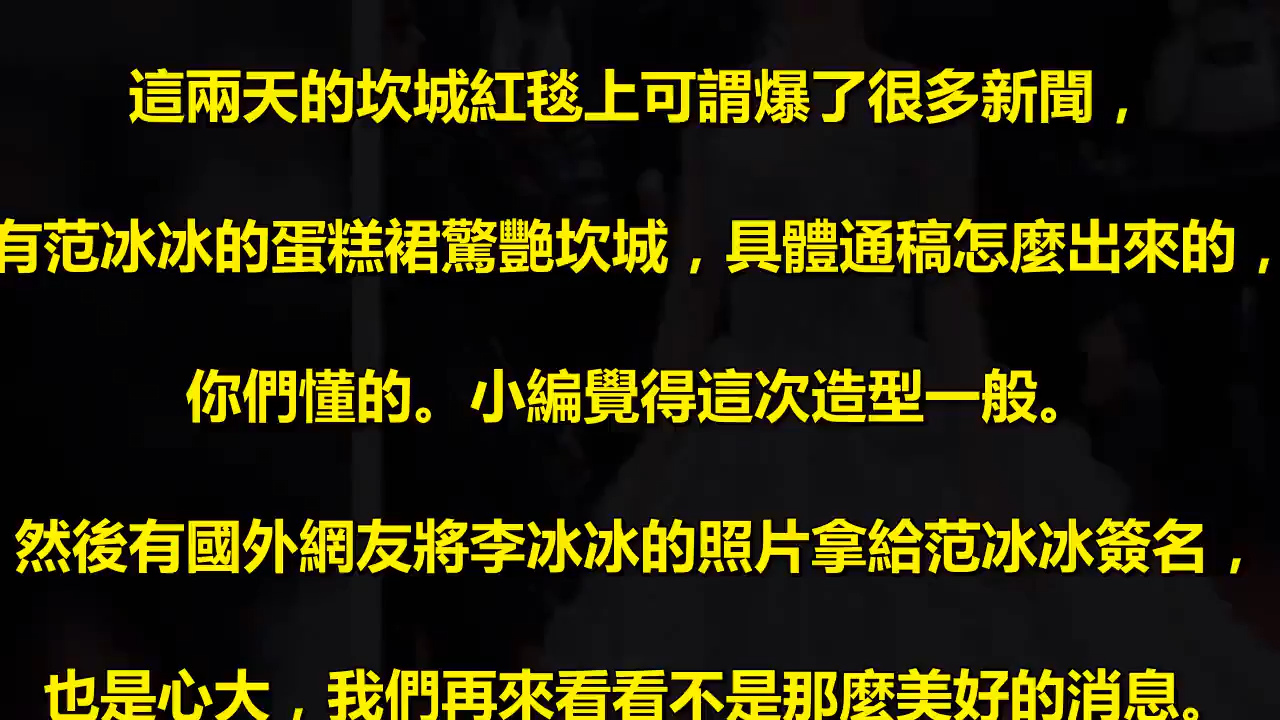 這兩天的坎城紅毯上可謂爆了很多新聞，
有范冰冰的蛋糕裙驚艷坎城，具體通稿怎麼出來的，
你們懂的。小編覺得這次造型一般。
然後有國外網友將李冰冰的照片拿給范冰冰簽名，
也是心大，我們再來看看不是那麼美好的消息。